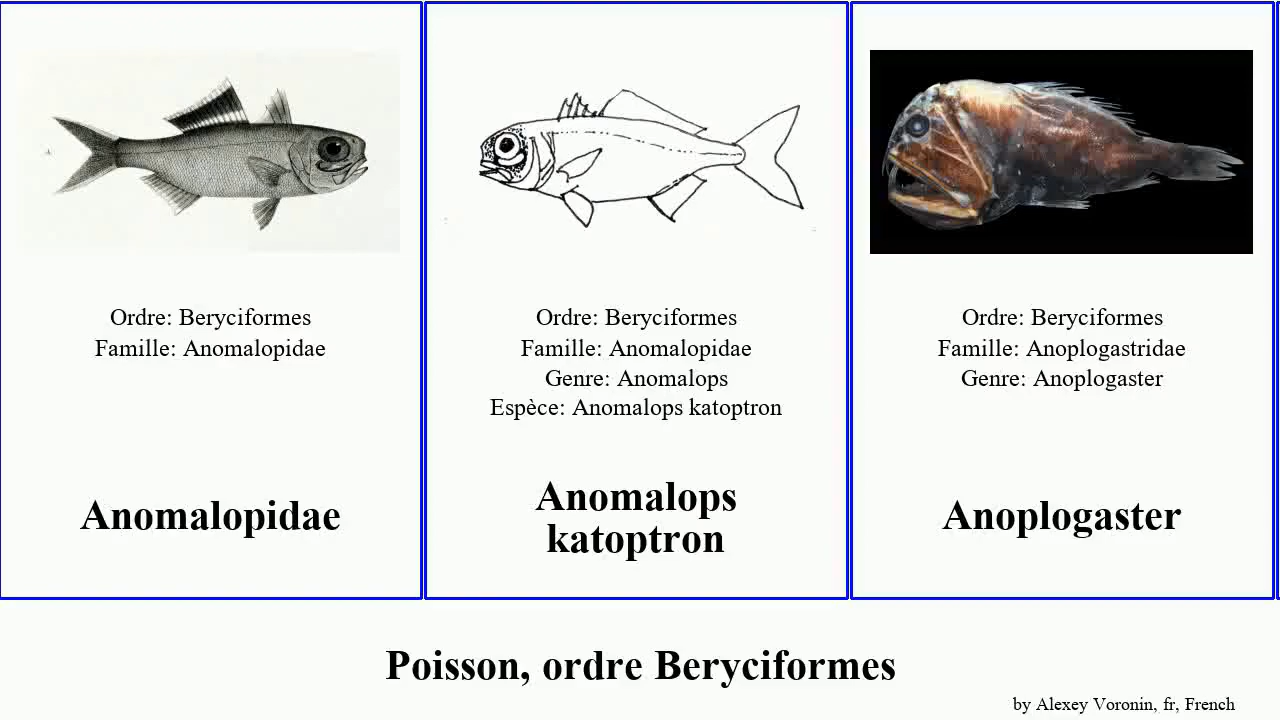 Ordre: Beryciformes
Famille: Anomalopidae
Anomalopidae
Ordre: Beryciformes
Famille: Anomalopidae
Genre: Anomalops
Espèce: Anomalops katoptron
Anomalops
katoptron
Ordre: Beryciformes
Famille: Anoplogastridae
Genre: Anoplogaster
Anoplogaster
Poisson, ordre Beryciformes
by Alexey Voronin, fr, French